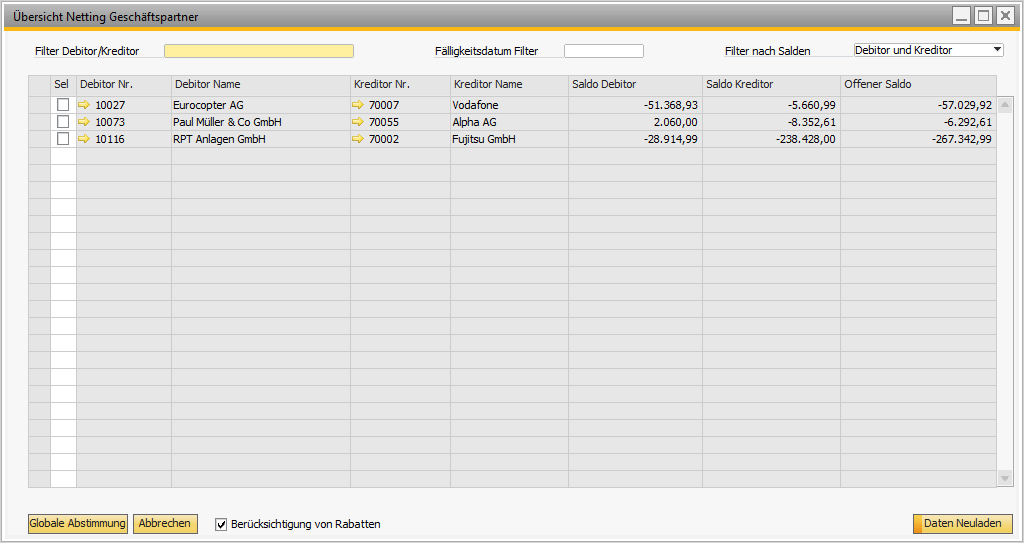 Übersicht Netting Geschäftspartner
Filter Debitor/Kreditor Fälligkeitsdatum Filter Filter nach Salden Debitor und Kreditor
Sel Debitor Nr. Debitor Name Kreditor Nr. Kreditor Name Saldo Debitor Saldo Kreditor Offener Saldo
10027 Eurocopter AG 70007 Vodafone -51.368,93 -5.660,99 -57.029,92
10073 Paul Müller & Co GmbH 70055 Alpha AG 2.060,00 -8.352,61 -6.292,61
10116 RPT Anlagen GmbH 70002 Fujitsu GmbH -28.914,99 -238.428,00 -267.342,99
Globale Abstimmung Abbrechen Berücksichtigung von Rabatten Daten Neuladen